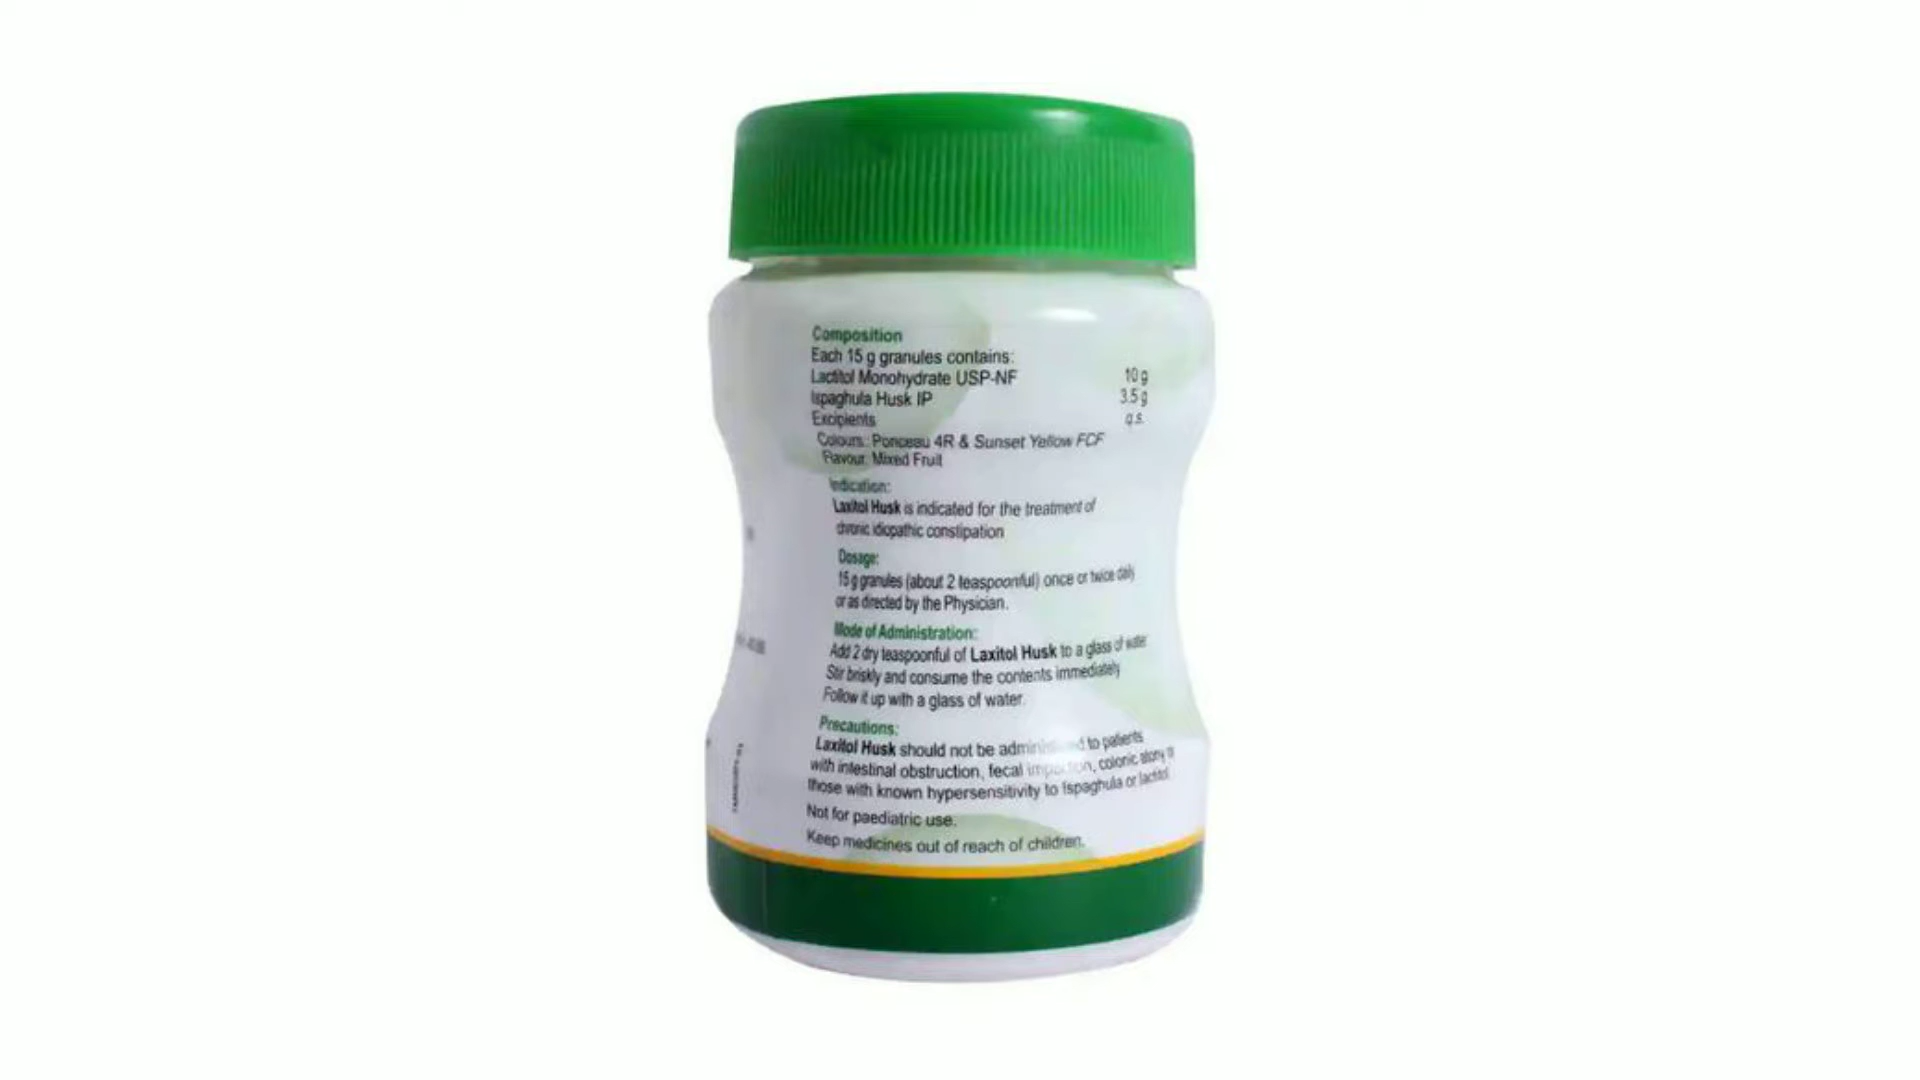 Composition
Each 15 g granules contains:
Lactitol Monohydrate USP-NF 10 g
Ispaghula Husk IP 3.5 g
Excipients q.s.
Colours: Ponceau 4R & Sunset Yellow FCF
Flavour: Mixed Fruit
Indication:
Laxitol Husk is indicated for the treatment of
chronic idiopathic constipation
Dosage:
15 g granules (about 2 teaspoonful) once or twice daily
or as directed by the Physician.
Mode of Administration:
Add 2 dry teaspoonful of Laxitol Husk to a glass of water
Stir briskly and consume the contents immediately
Follow it up with a glass of water.
Precautions:
Laxitol Husk should not be administered to patients
with intestinal obstruction, fecal impaction, colonic atony or
those with known hypersensitivity to Ispaghula or lactitol
Not for paediatric use.
Keep medicines out of reach of children.